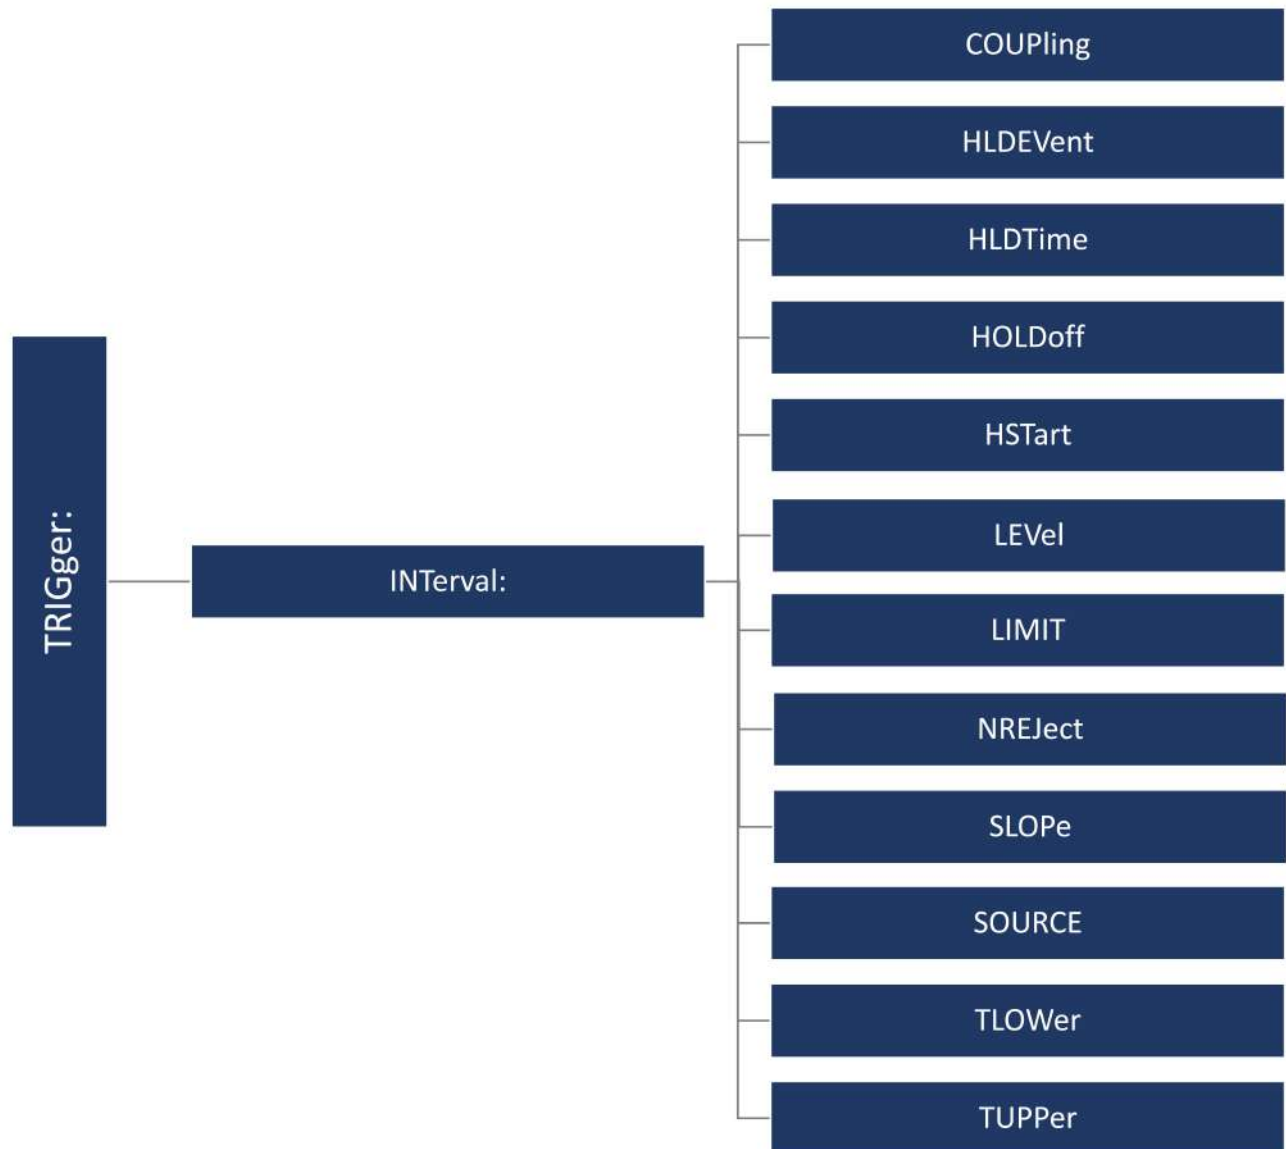 TRIGger:
INTerval:
COUPling
HLDEVent
HLDTime
HOLDoff
HSTart
LEVel
LIMIT
NREJect
SLOPe
SOURCE
TLOWer
TUPPer